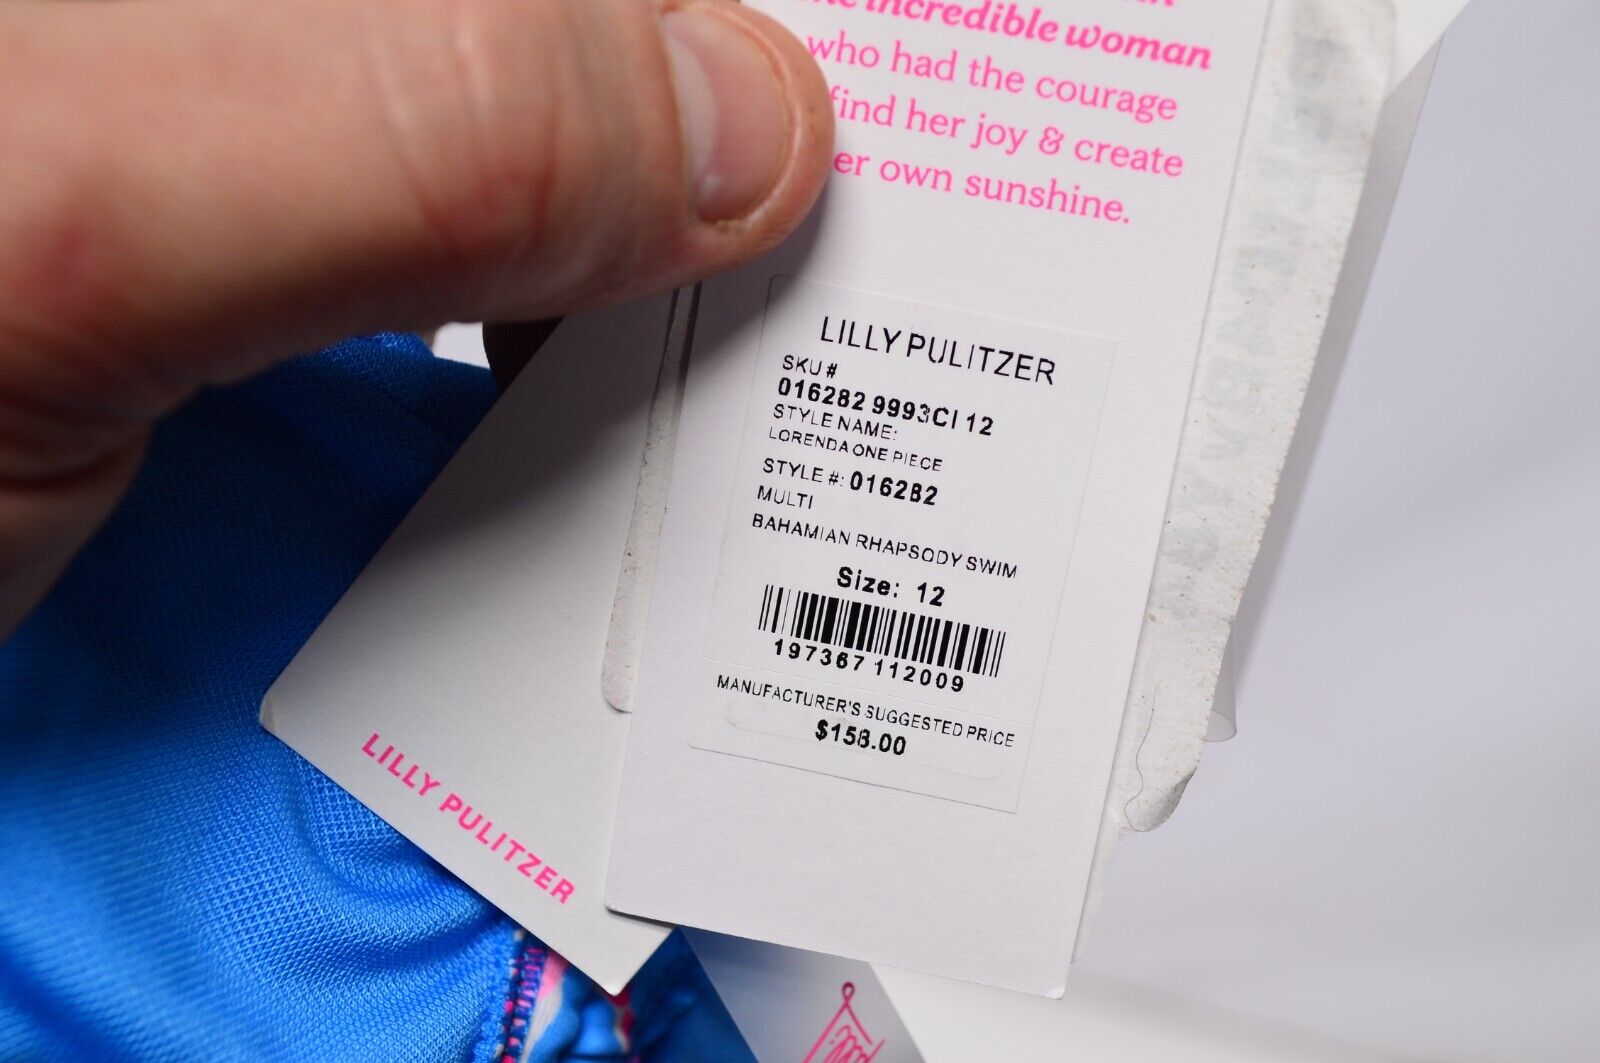 incredible woman
who had the courage
find her joy & create
er own sunshine.
LILLY PULITZER
SKU #
016282 9993CI 12
STYLE NAME:
LORENDA ONE PIECE
STYLE #: 016282
MULTI
BAHAMIAN RHAPSODY SWIM
Size: 12
197367 112009
MANUFACTURER'S SUGGESTED PRICE
$158.00
LILLY PULITZER